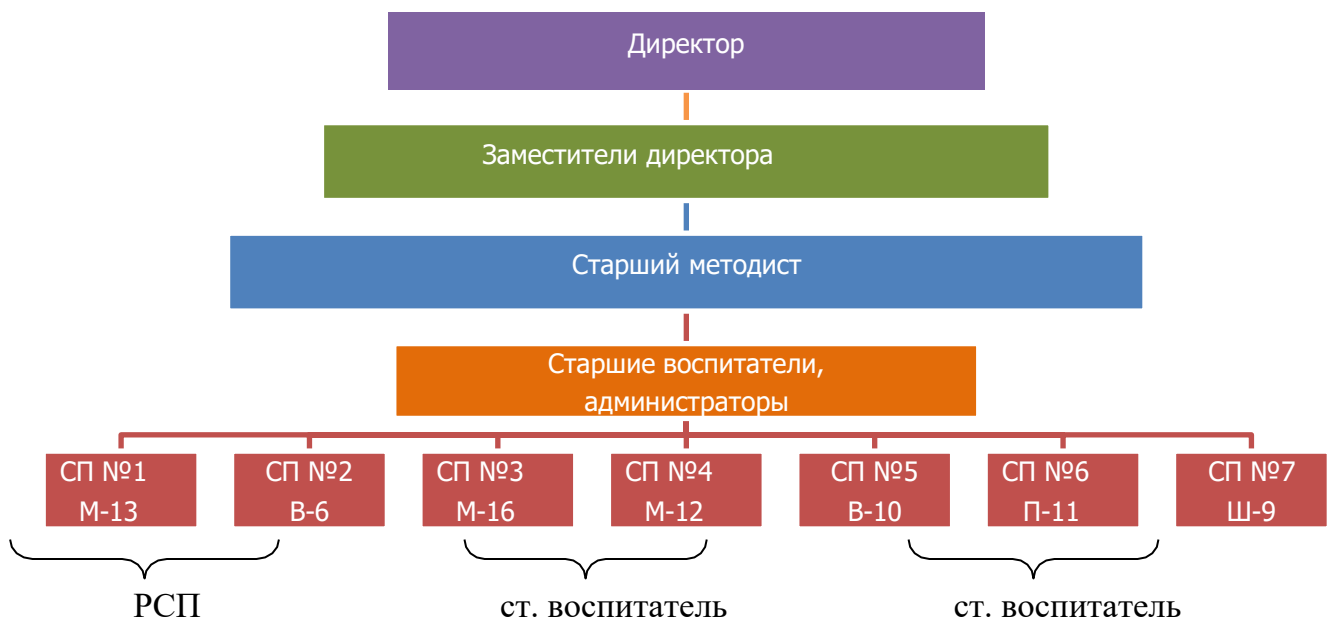 Директор
Заместители директора
Старший методист
Старшие воспитатели,
администраторы
СП №1
М-13
СП №2
В-6
СП №3
М-16
СП №4
М-12
СП №5
В-10
СП №6
П-11
СП №7
Ш-9
РСП
ст. воспитатель
ст. воспитатель